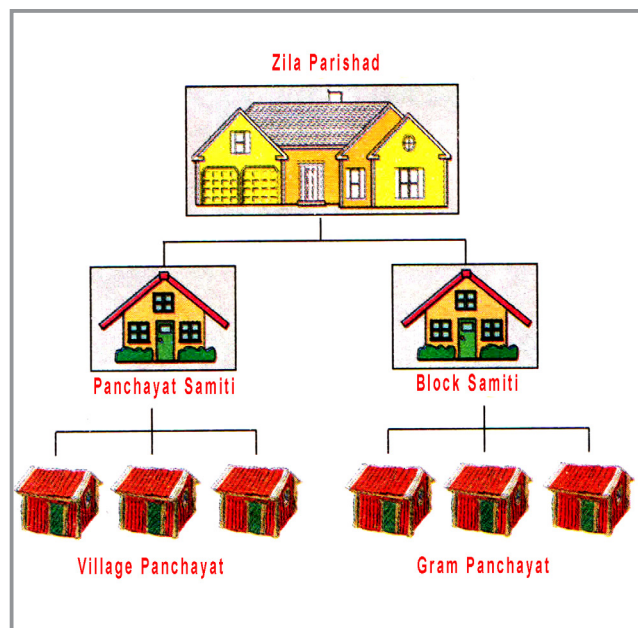 Zila Parishad
Panchayat Samiti
Block Samiti
Village Panchayat
Gram Panchayat